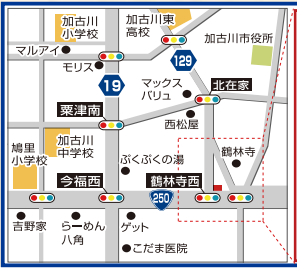 加古川
小学校
加古川東
高校
加古川市役所
マルアイ
モリス
129
19
マックス
バリュ
北在家
粟津南
西松屋
加古川
中学校
鳩里
小学校
ぷくぷくの湯
鶴林寺
今福西
鶴林寺西
250
吉野家
らーめん
八角
ゲット
こだま医院